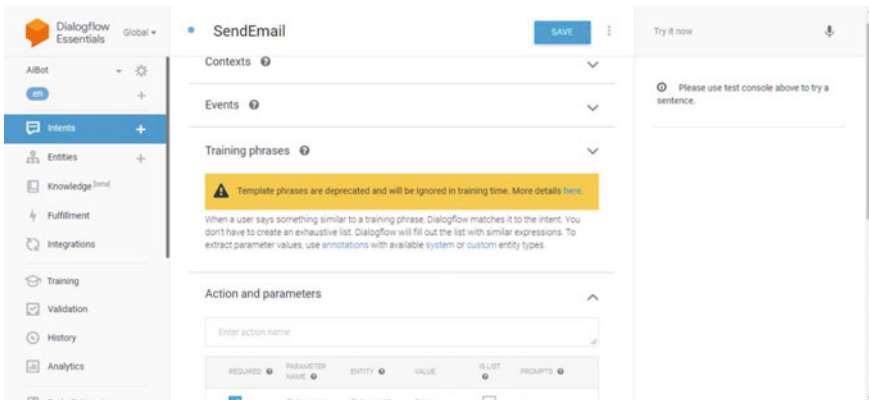 Dialogflow
Essentials
Global
SendEmail
SAVE
Try it now
AIBot
en
Contexts
Events
Please use test console above to try a
sentence.
Intents
Entities
Knowledge [beta]
Fulfillment
Integrations
Training
Validation
History
Analytics
Training phrases
Template phrases are deprecated and will be ignored in training time. More details here.
When a user says something similar to a training phrase, Dialogflow matches it to the intent. You
don't have to create an exhaustive list. Dialogflow will fill out the list with similar expressions. To
extract parameter values, use annotations with available system or custom entity types.
Action and parameters
Enter action name
REQUIRED
PARAMETER
NAME
ENTITY
VALUE
IS LIST
PROMPTS